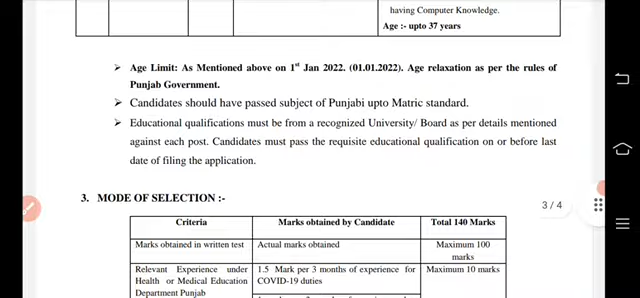 having Computer Knowledge.
Age :- upto 37 years
➢ Age Limit: As Mentioned above on 1st Jan 2022. (01.01.2022). Age relaxation as per the rules of
Punjab Government.
➢ Candidates should have passed subject of Punjabi upto Matric standard.
➢ Educational qualifications must be from a recognized University/ Board as per details mentioned
against each post. Candidates must pass the requisite educational qualification on or before last
date of filing the application.
3. MODE OF SELECTION :-
3 / 4
Criteria Marks obtained by Candidate Total 140 Marks
Marks obtained in written test Actual marks obtained Maximum 100
marks
Relevant Experience under 1.5 Mark per 3 months of experience for Maximum 10 marks
Health or Medical Education COVID-19 duties
Department Punjab